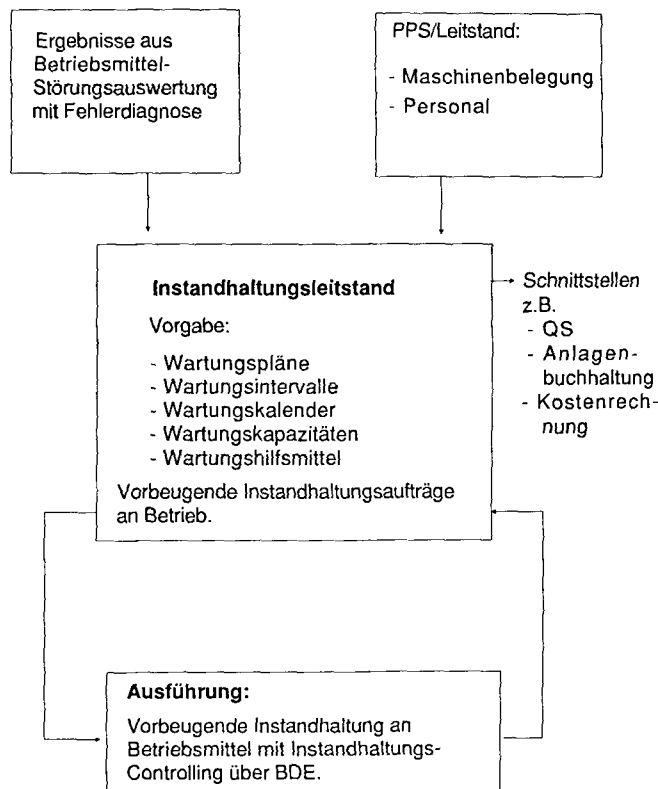 Ergebnisse aus
Betriebsmittel-
Störungsauswertung
mit Fehlerdiagnose
PPS/Leitstand:
- Maschinenbelegung
- Personal
Instandhaltungsleitstand
Vorgabe:
- Wartungspläne
- Wartungsintervalle
- Wartungskalender
- Wartungskapazitäten
- Wartungshilfsmittel
Vorbeugende Instandhaltungsaufträge
an Betrieb.
Schnittstellen
z.B.
- QS
- Anlagen-
buchhaltung
- Kostenrech-
nung
Ausführung:
Vorbeugende Instandhaltung an
Betriebsmittel mit Instandhaltungs-
Controlling über BDE.